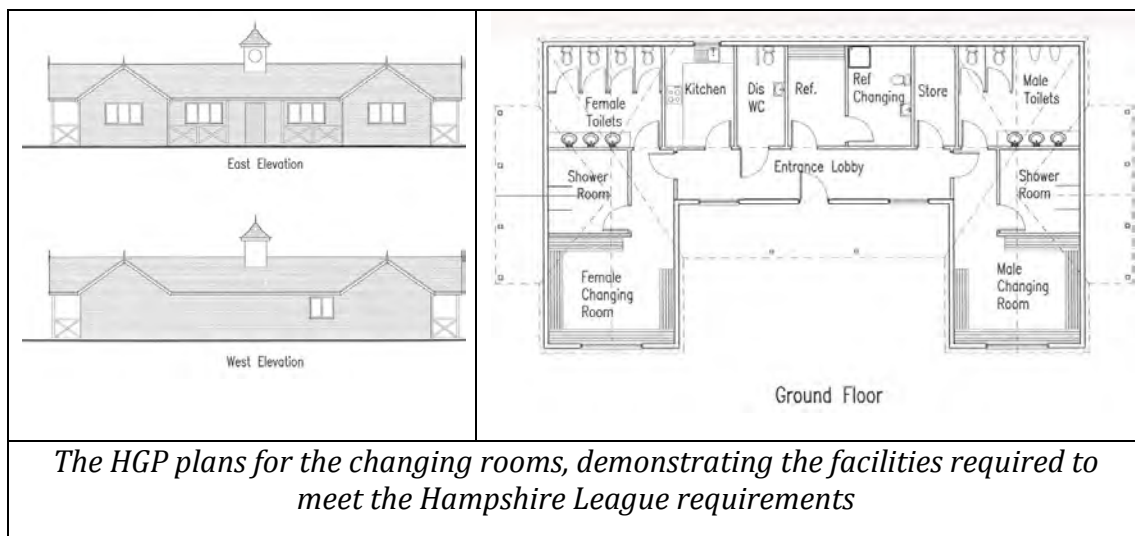 East Elevation
West Elevation
Female
Toilets
Kitchen
Dis
WC
Ref.
Ref
Changing
Store
Male
Toilets
Shower
Room
Entrance Lobby
Shower
Room
Female
Changing
Room
Male
Changing
Room
Ground Floor
The HGP plans for the changing rooms, demonstrating the facilities required to
meet the Hampshire League requirements